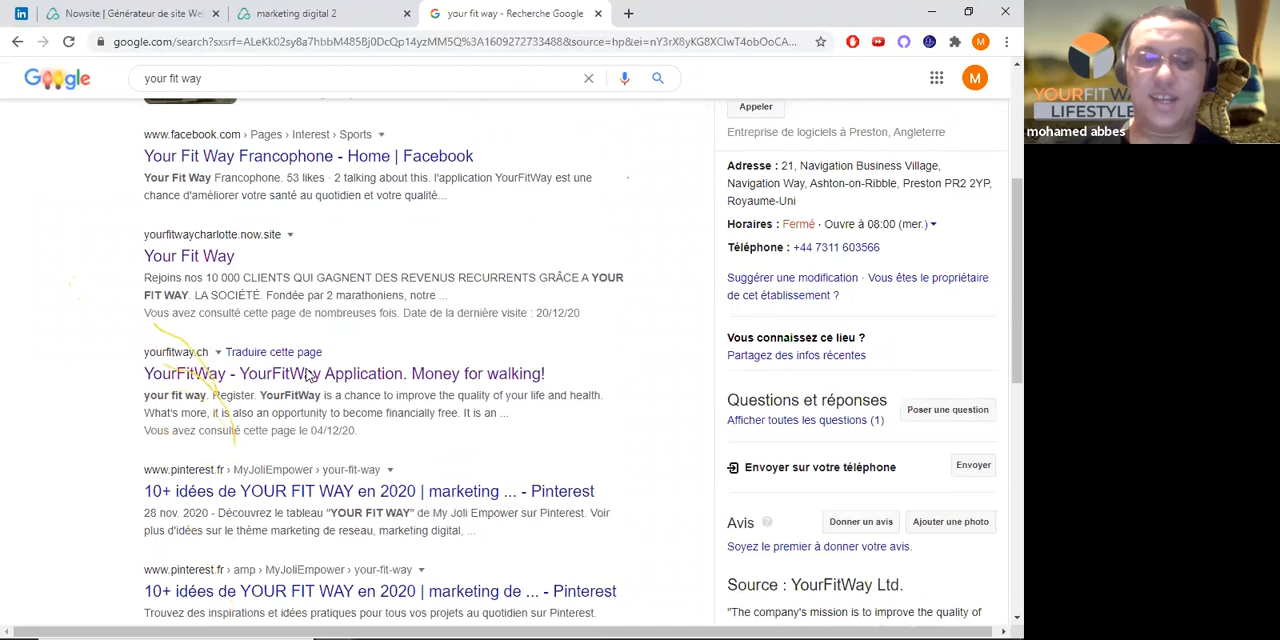 Nowsite | Générateur de site We
marketing digital 2
your fit way - Recherche Google
google.com/search?sxsrf=ALeKk02sy8a7hbbM485Bj0DcQp14yzMM5Q%3A1609272733488&source=hp&ei=nY3rX8yKG8XClwT4obOoCA...
M
Google
your fit way
M
YOURFITWA
LIFESTYLE
mohamed abbes
www.facebook.com › Pages › Interest › Sports
Your Fit Way Francophone - Home | Facebook
Your Fit Way Francophone. 53 likes · 2 talking about this. l'application YourFitWay est une
chance d'améliorer votre santé au quotidien et votre qualité...
yourfitwaycharlotte.now.site
Your Fit Way
Rejoins nos 10 000 CLIENTS QUI GAGNENT DES REVENUS RECURRENTS GRÂCE A YOUR
FIT WAY. LA SOCIÉTÉ. Fondée par 2 marathoniens, notre ...
Vous avez consulté cette page de nombreuses fois. Date de la dernière visite : 20/12/20
yourfitway.ch Traduire cette page
YourFitWay - YourFitWay Application. Money for walking!
your fit way. Register. YourFitWay is a chance to improve the quality of your life and health.
What's more, it is also an opportunity to become financially free. It is an ...
Vous avez consulté cette page le 04/12/20.
www.pinterest.fr › MyJoliEmpower › your-fit-way
10+ idées de YOUR FIT WAY en 2020 | marketing ... - Pinterest
28 nov. 2020 - Découvrez le tableau "YOUR FIT WAY" de My Joli Empower sur Pinterest. Voir
plus d'idées sur le thème marketing de reseau, marketing digital, ...
www.pinterest.fr › amp › MyJoliEmpower › your-fit-way
10+ idées de YOUR FIT WAY en 2020 | marketing de ... - Pinterest
Trouvez des inspirations et idées pratiques pour tous vos projets au quotidien sur Pinterest.
Appeler
Entreprise de logiciels à Preston, Angleterre
Adresse : 21, Navigation Business Village,
Navigation Way, Ashton-on-Ribble, Preston PR2 2YP,
Royaume-Uni
Horaires : Fermé · Ouvre à 08:00 (mer.)
Téléphone : +44 7311 603566
Suggérer une modification · Vous êtes le propriétaire
de cet établissement ?
Vous connaissez ce lieu ?
Partagez des infos récentes
Questions et réponses
Poser une question
Afficher toutes les questions (1)
Envoyer sur votre téléphone
Envoyer
Avis
Donner un avis
Ajouter une photo
Soyez le premier à donner votre avis.
Source : YourFitWay Ltd.
"The company's mission is to improve the quality of